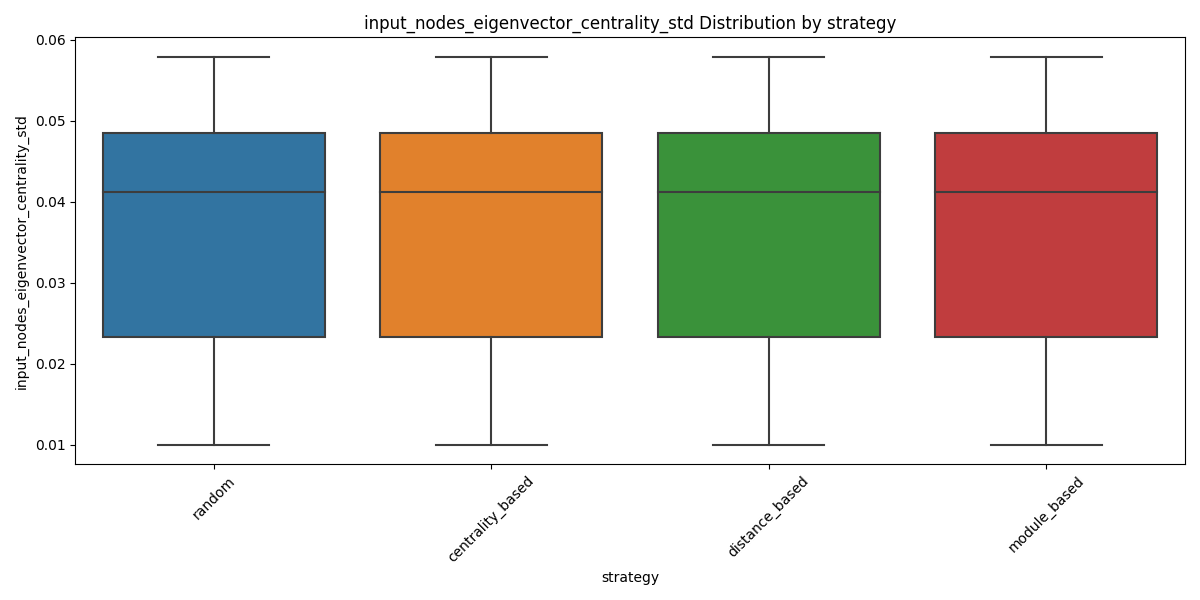 input_nodes_eigenvector_centrality_std Distribution by strategy
input_nodes_eigenvector_centrality_std
0.06
0.05
0.04
0.03
0.02
0.01
random
centrality_based
distance_based
module_based
strategy